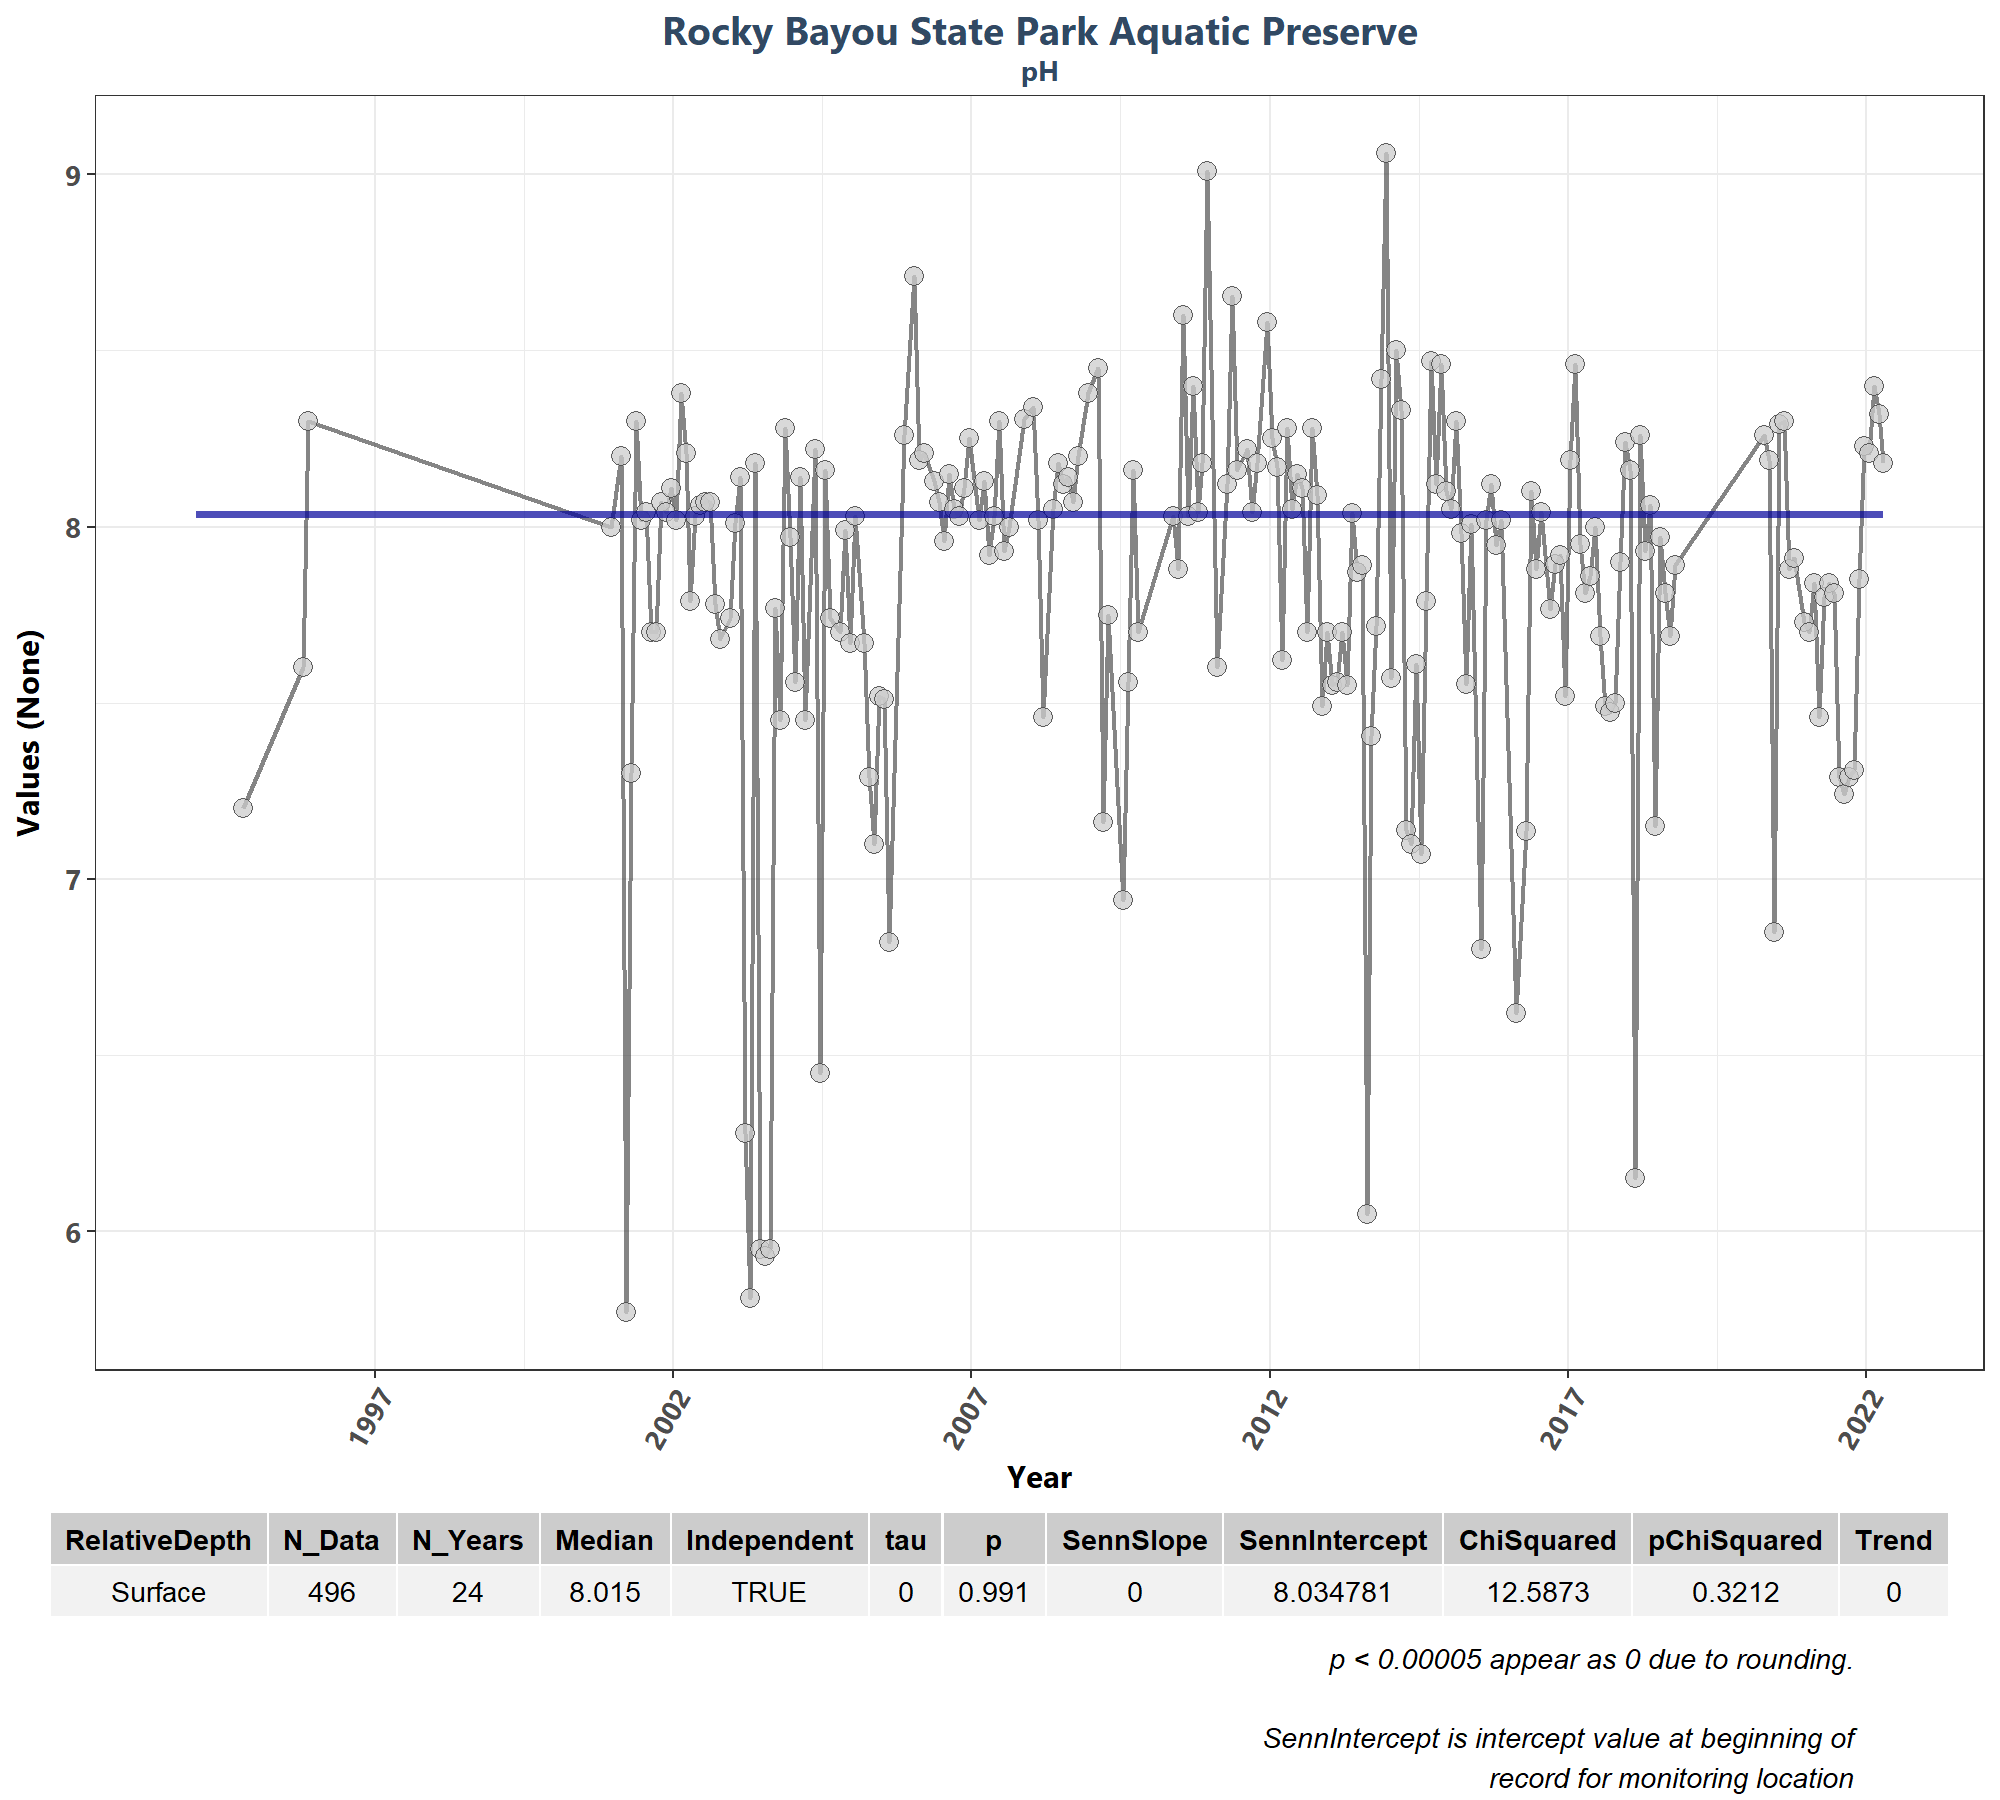 Rocky Bayou State Park Aquatic Preserve
pH
9
8
7
6
Values (None)
1997
2002
2007
2012
2017
2022
Year
RelativeDepth N_Data N_Years Median Independent tau p SennSlope SennIntercept ChiSquared pChiSquared Trend
Surface 496 24 8.015 TRUE 0 0.991 0 8.034781 12.5873 0.3212 0
p < 0.00005 appear as 0 due to rounding.
SennIntercept is intercept value at beginning of
record for monitoring location